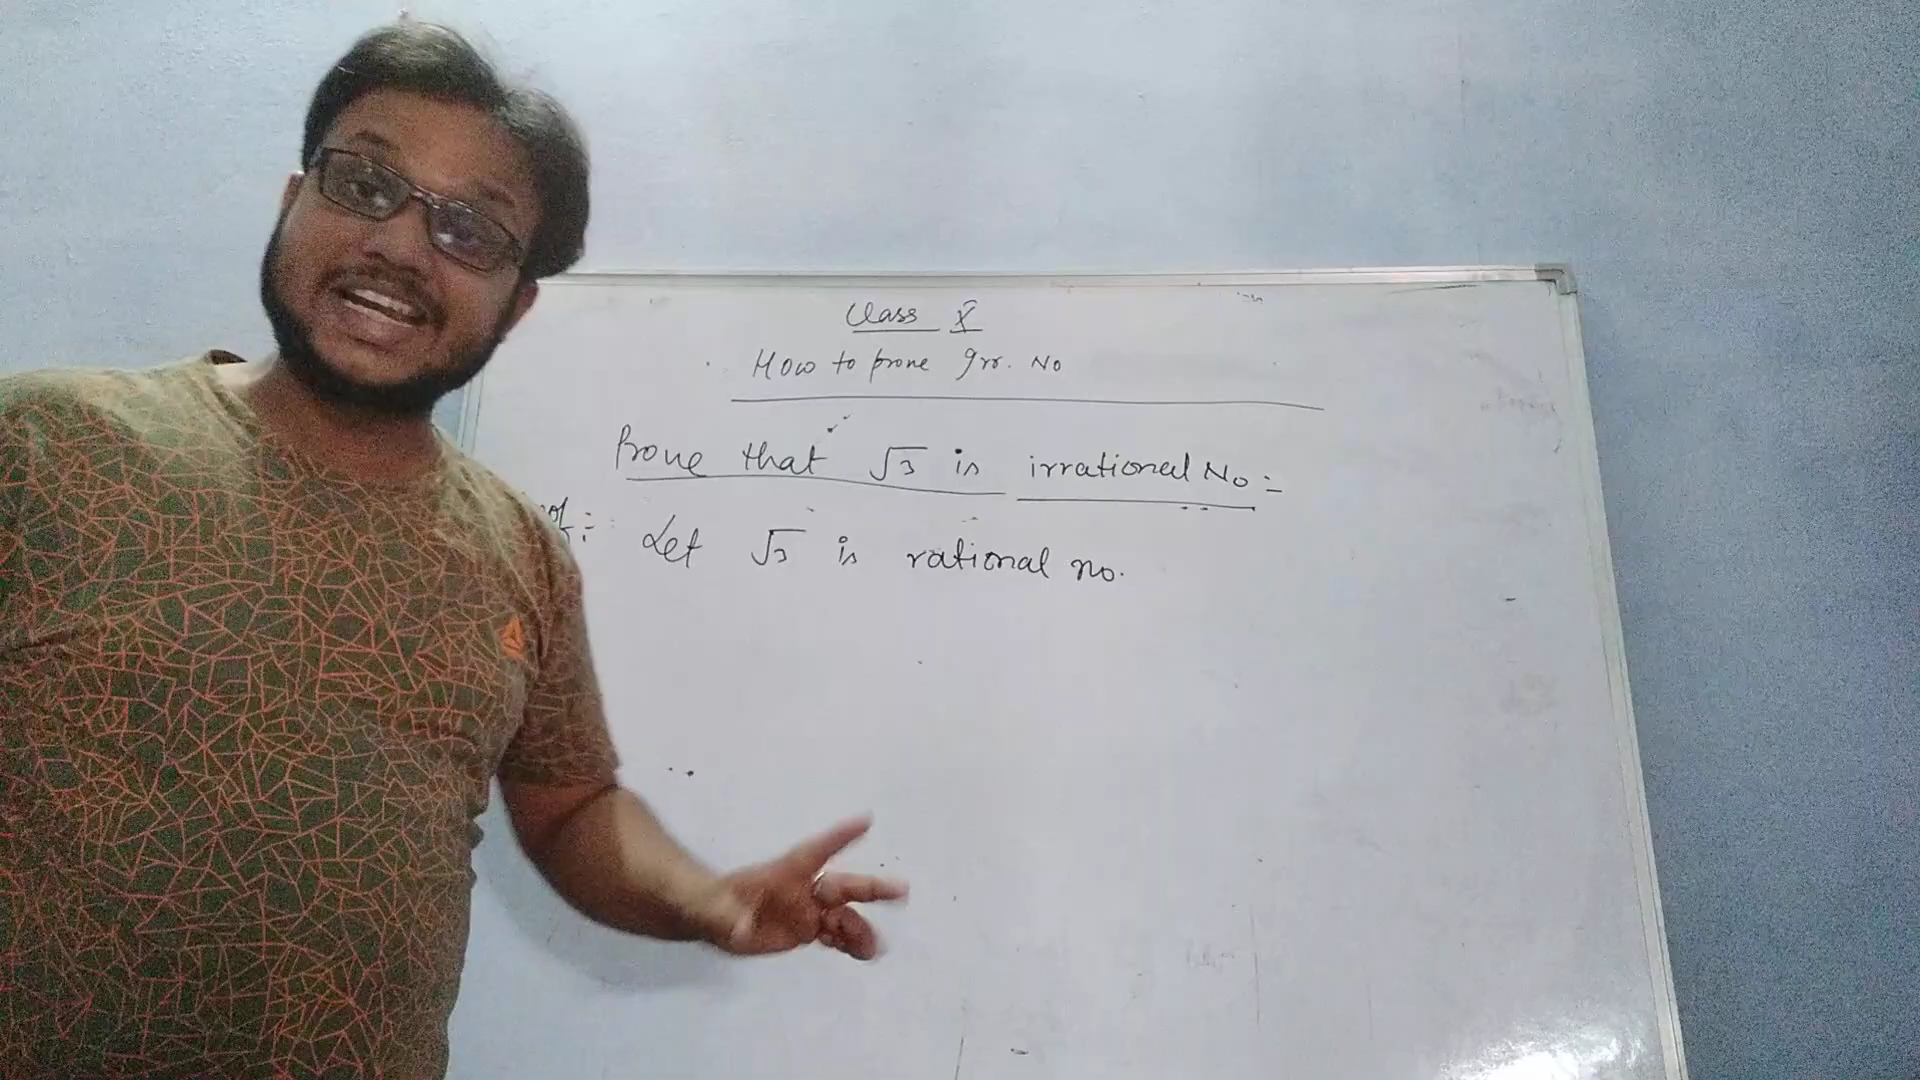 Class X
How to prove Irr. No
Prove that √3 is irrational No:-
Let √3 is rational no.